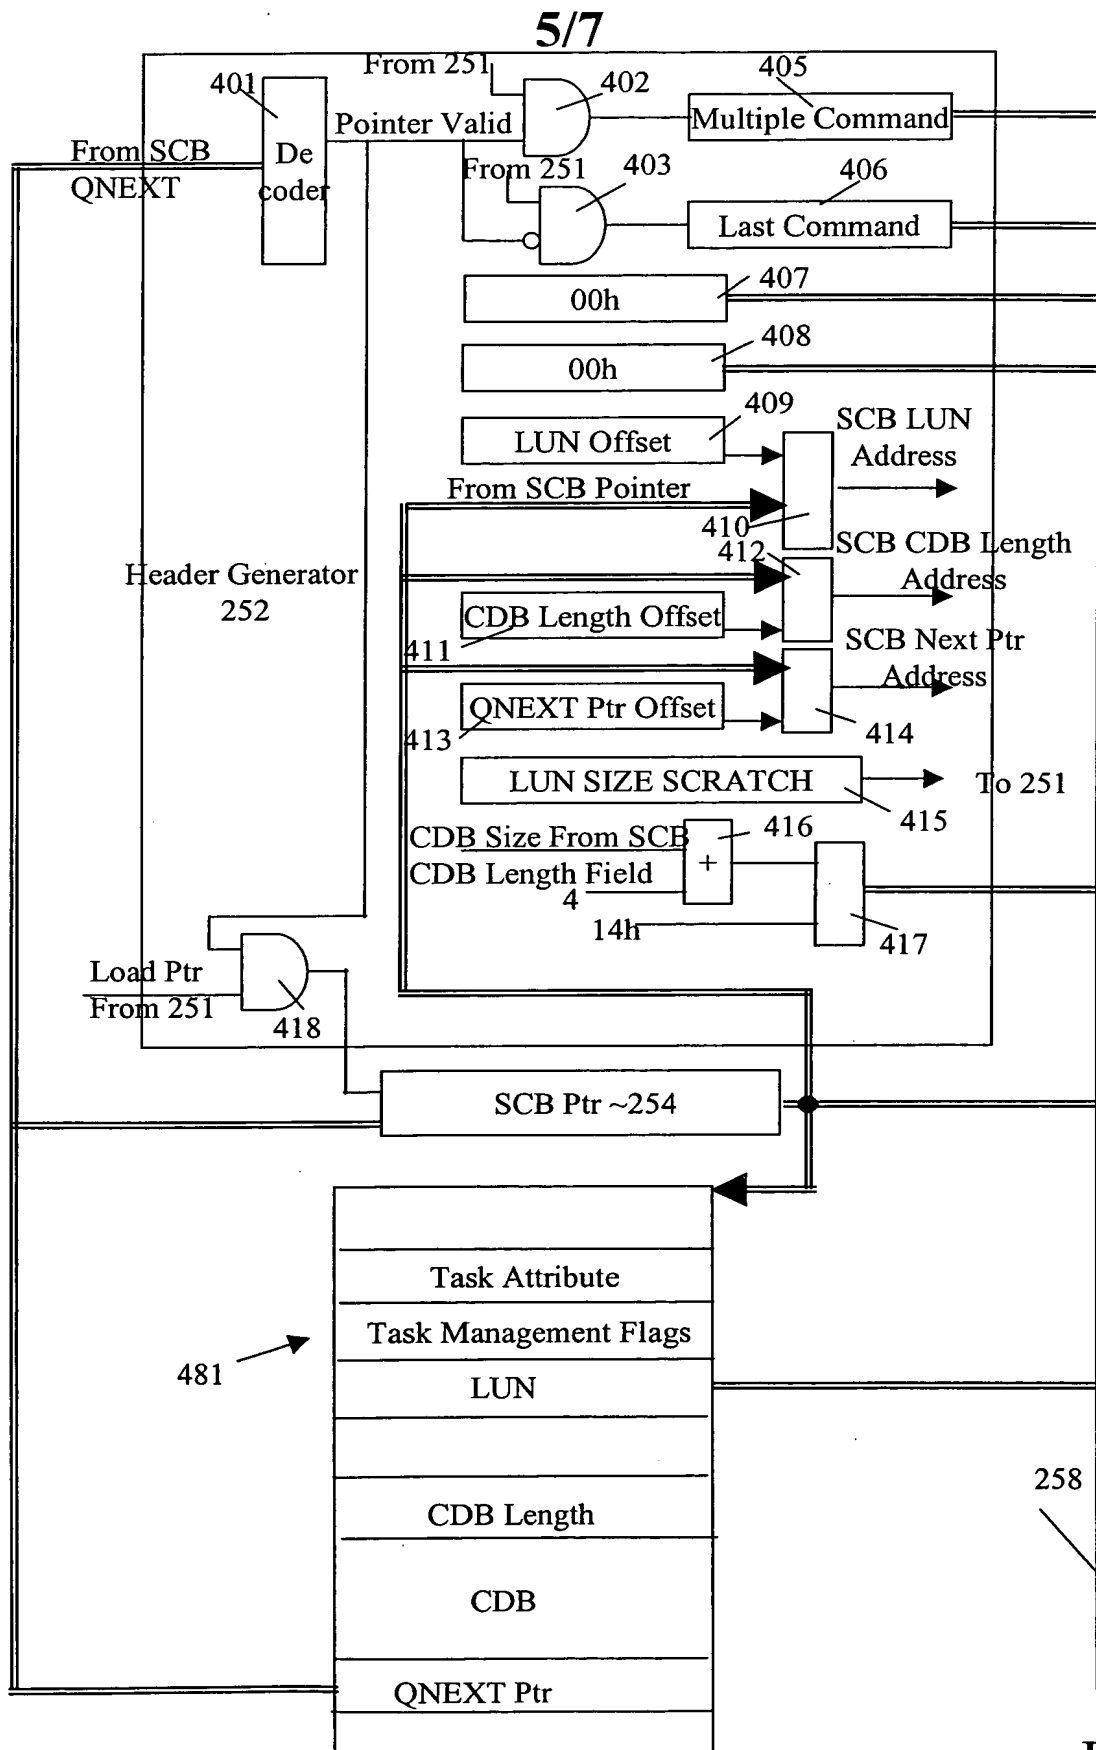 5/7
From 251
401
402
405
Pointer Valid
Multiple Command
From SCB
QNEXT
De
coder
From 251
403
406
Last Command
407
00h
408
00h
409
LUN Offset
SCB LUN
Address
From SCB Pointer
410
412
SCB CDB Length
Address
Header Generator
252
CDB Length Offset
411
SCB Next Ptr
Address
QNEXT Ptr Offset
413
414
LUN SIZE SCRATCH
To 251
415
CDB Size From SCB
416
CDB Length Field
+
4
14h
417
Load Ptr
From 251
418
SCB Ptr ~254
Task Attribute
Task Management Flags
481
LUN
258
CDB Length
CDB
QNEXT Ptr